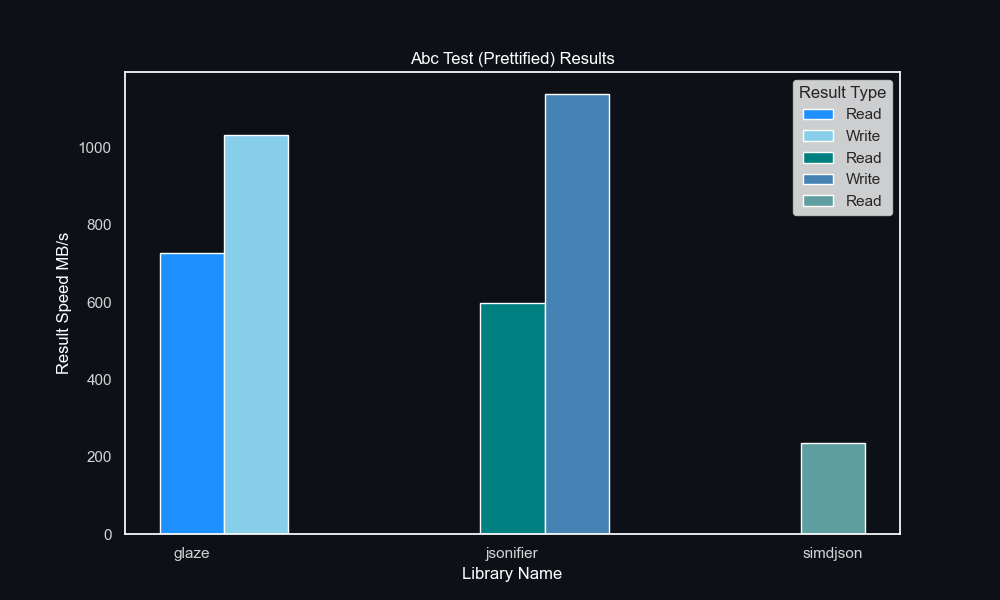 Abc Test (Prettified) Results
Result Type
Read
Write
Read
Write
Read
Result Speed MB/s
1000
800
600
400
200
0
glaze
jsonifier
simdjson
Library Name